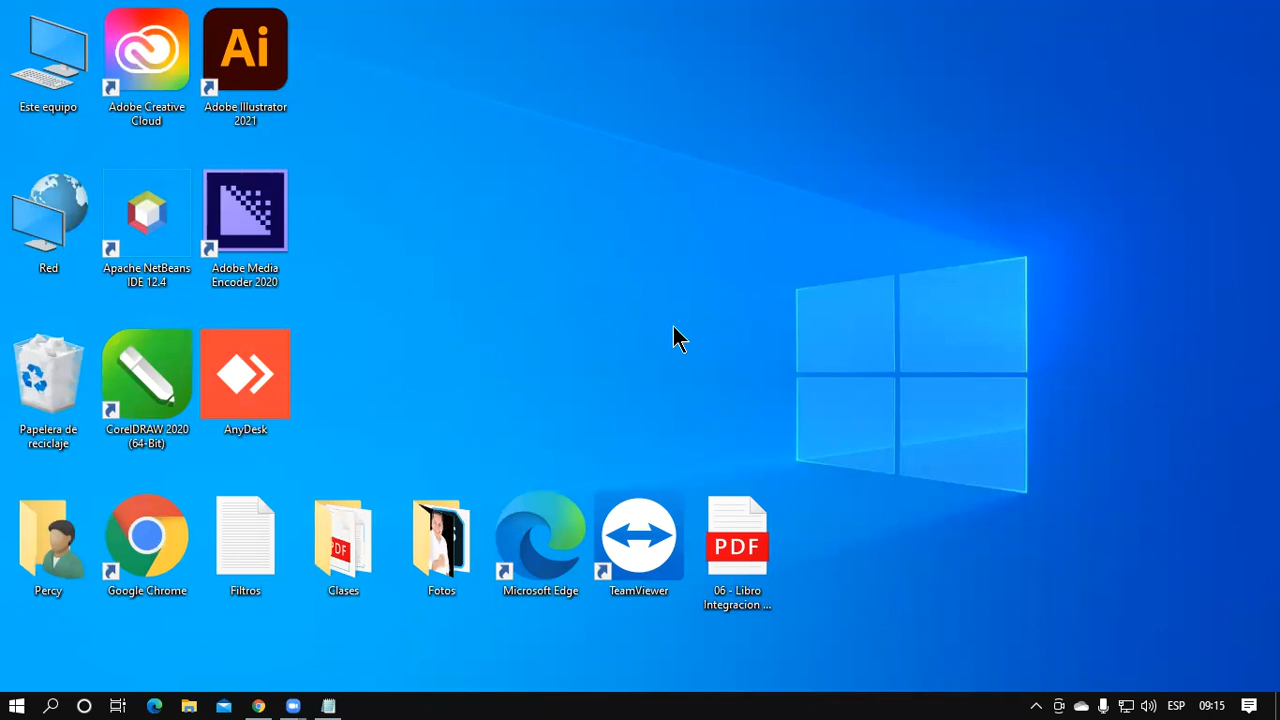 Este equipo
Adobe Creative
Cloud
Ai
Adobe Illustrator
2021
Red
Apache NetBeans
IDE 12.4
Adobe Media
Encoder 2020
Papelera de
reciclaje
CorelDRAW 2020
(64-Bit)
AnyDesk
Percy
Google Chrome
Filtros
PDF
Clases
Fotos
Microsoft Edge
TeamViewer
PDF
06 - Libro
Integracion ...
ESP
09:15